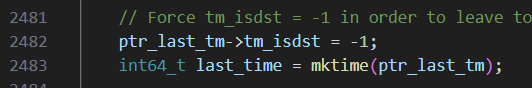 2481 // Force tm_isdst = -1 in order to leave to
2482 ptr_last_tm->tm_isdst = -1;
2483 int64_t last_time = mktime(ptr_last_tm);